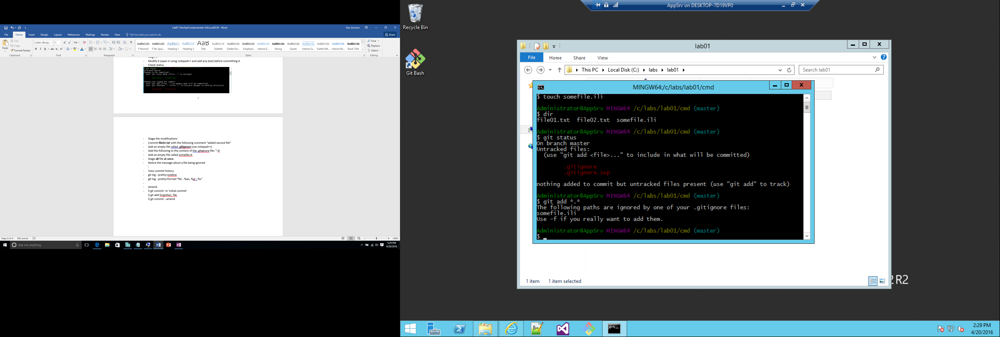 Lab01-DevOpsFundamentals-GitLocalSCM - Word
Ilias Jennane
File Home Insert Design Layout References Mailings Review View Tell me what you want to do
Share
Paste
Cut
Copy
Format Painter
Calibri (Body) 11
AaBbCcDc AaBbCcDc AaBbCc AaBbCcD AaB AaBbCcD AaBbCcDc AaBbCcDc AaBbCcDc AaBbCcDc AaBbCcDc AaBbCcDc AaBbCcDc AaBbCcDc AaBbCcDc
¶ Normal ¶ No Spac... Heading 1 Heading 2 Title Subtitle Subtle Em... Emphasis Intense E... Strong Quote Intense Q... Subtle Ref... Intense Re... Book Title
Find
Replace
Select
Clipboard Font Paragraph Styles Editing
- Stage it
- Modify it (open it using notepad++ and add any text) before committing it
- Check status
$ git status
On branch master
Changes to be committed:
(use "git reset HEAD <file>..." to unstage)
new file: file02.txt
Changes not staged for commit:
(use "git add <file>..." to update what will be committed)
(use "git checkout -- <file>..." to discard changes in working directory)
modified: file02.txt
7
- Stage the modifications
- Commit file02.txt with the following comment “added second file”
- Add an empty file called .gitignore (use notepad++)
- Add the following to the content of the .gitignore file: *.ili
- Add an empty file called somefile.ili
- Stage all file at once.
- Notice the message about a file being ignored
- View commit history
- git log --pretty=oneline
- git log --pretty=format:"%h - %an, %ar : %s"
-
- Amend
- $ git commit -m 'initial commit'
$ git add forgotten_file
$ git commit --amend
Page 8 of 9 992 words
100%
Ask me anything
5:29 PM
4/20/2016
Recycle Bin
Git Bash
AppSrv on DESKTOP-7D19VP0
lab01
File Home Share View
This PC Local Disk (C:) labs lab01
Search lab01
MINGW64:/c/labs/lab01/cmd
$ touch somefile.ili
Administrator@AppSrv MINGW64 /c/labs/lab01/cmd (master)
$ dir
file01.txt file02.txt somefile.ili
Administrator@AppSrv MINGW64 /c/labs/lab01/cmd (master)
$ git status
On branch master
Untracked files:
(use "git add <file>..." to include in what will be committed)
.gitignore
.gitignore.swp
nothing added to commit but untracked files present (use "git add" to track)
Administrator@AppSrv MINGW64 /c/labs/lab01/cmd (master)
$ git add *.*
The following paths are ignored by one of your .gitignore files:
somefile.ili
Use -f if you really want to add them.
Administrator@AppSrv MINGW64 /c/labs/lab01/cmd (master)
$
1 item 1 item selected
2 R2
2:29 PM
4/20/2016